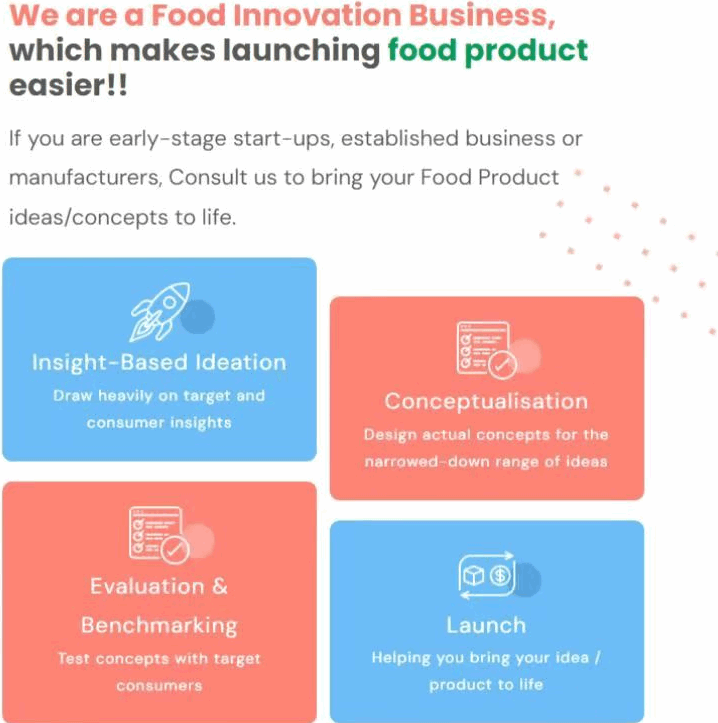 We are a Food Innovation Business,
which makes launching food product
easier!!
If you are early-stage start-ups, established business or
manufacturers, Consult us to bring your Food Product
ideas/concepts to life.
Insight-Based Ideation
Draw heavily on target and
consumer insights
Conceptualisation
Design actual concepts for the
narrowed-down range of ideas
Evaluation &
Benchmarking
Test concepts with target
consumers
Launch
Helping you bring your idea /
product to life